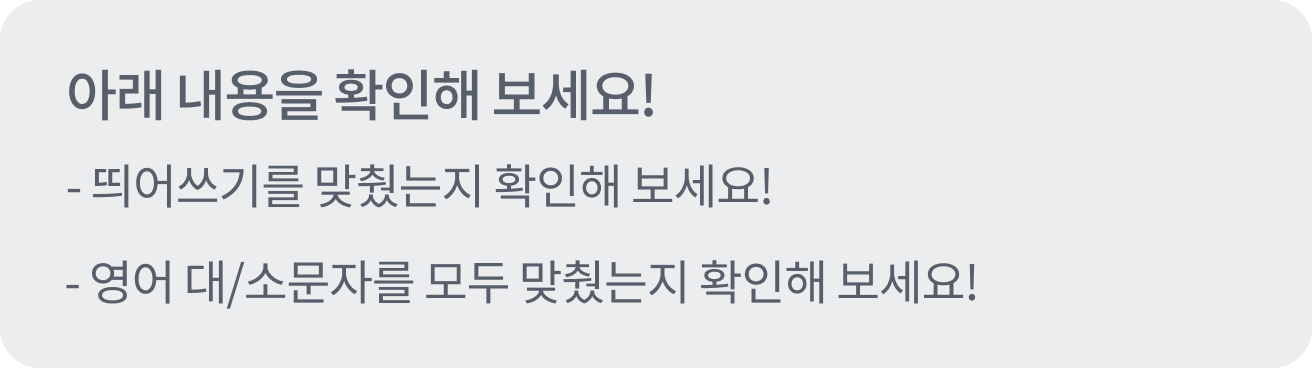 아래 내용을 확인해 보세요!
- 띄어쓰기를 맞췄는지 확인해 보세요!
- 영어 대/소문자를 모두 맞췄는지 확인해 보세요!